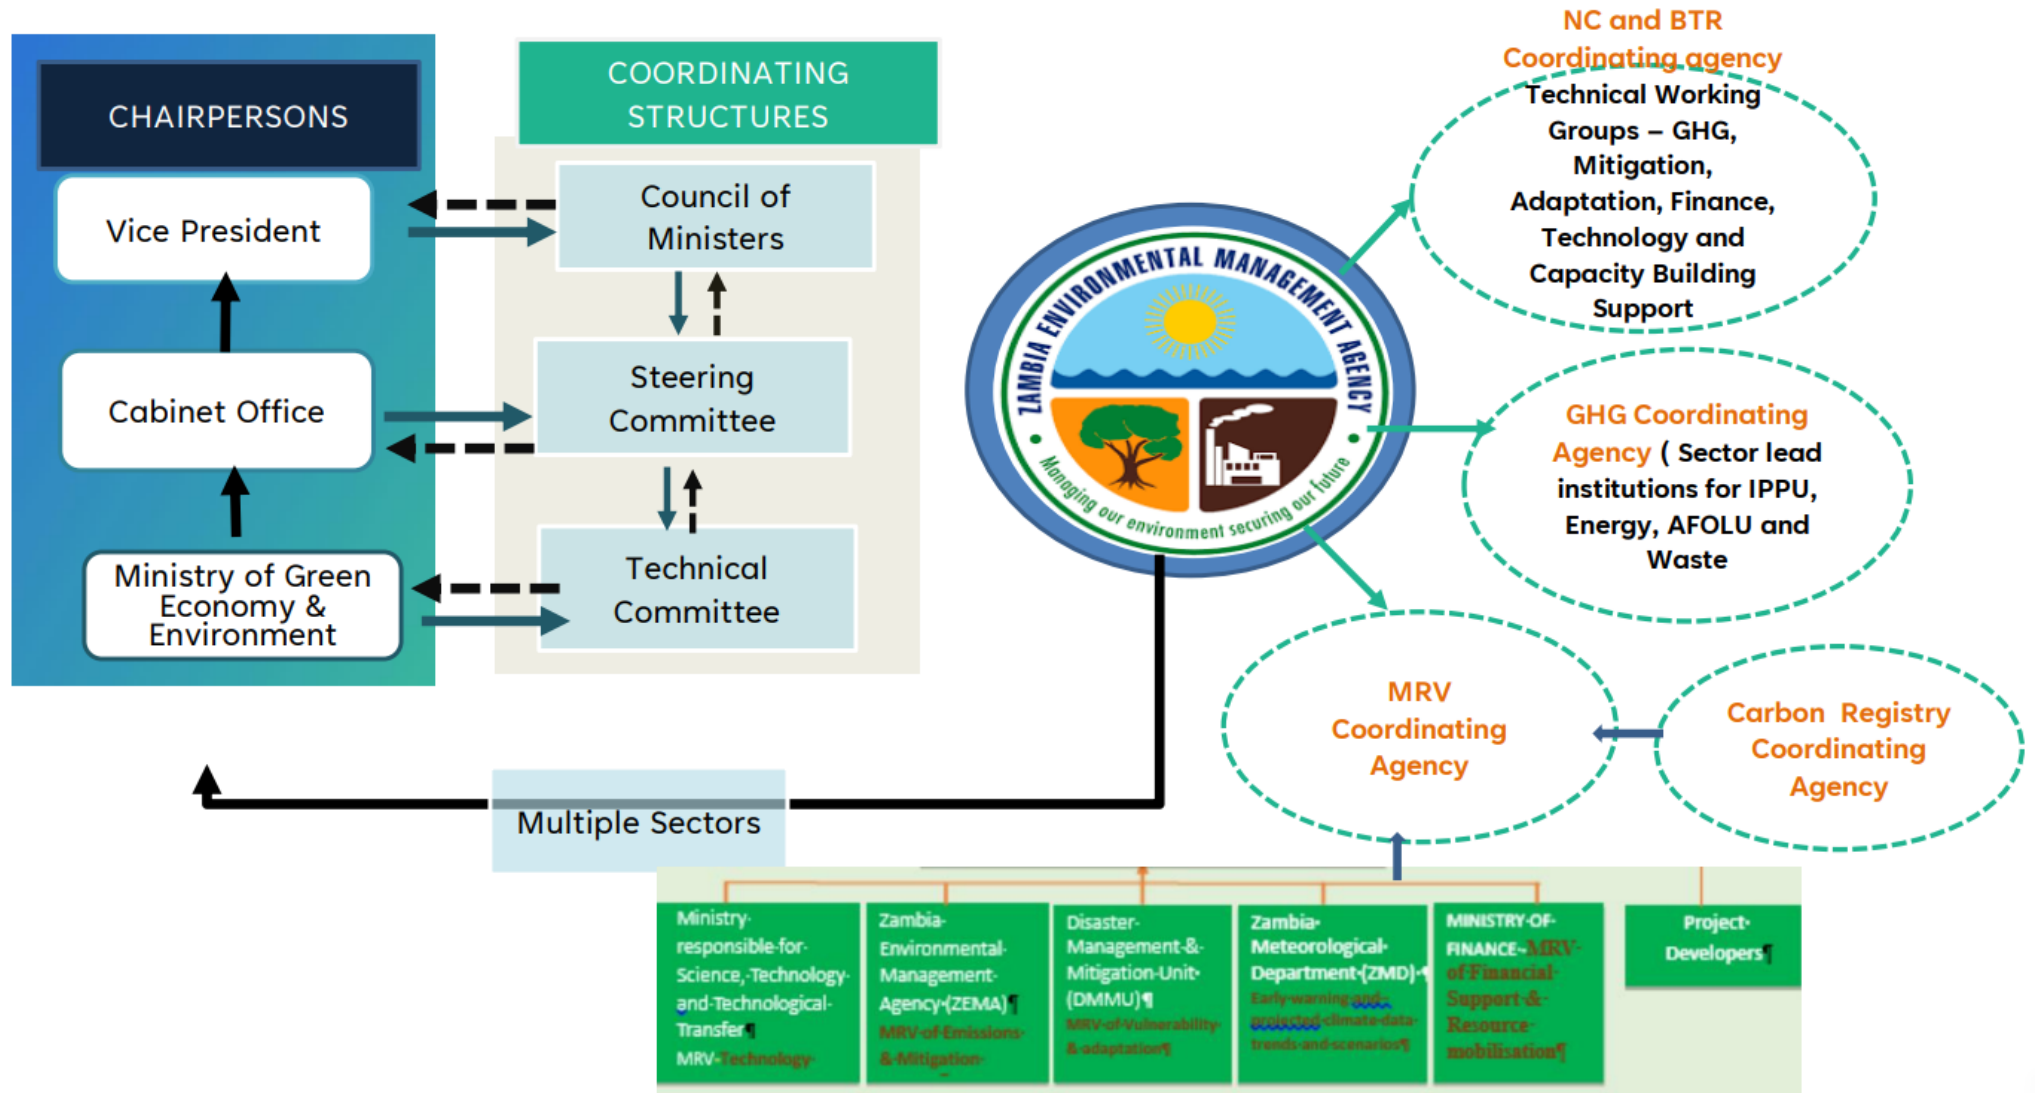 CHAIRPERSONS
Vice President
Cabinet Office
Ministry of Green
Economy &
Environment
COORDINATING
STRUCTURES
Council of
Ministers
Steering
Committee
Technical
Committee
Multiple Sectors
ZAMBIA ENVIRONMENTAL MANAGEMENT AGENCY
Managing our environment securing our future
NC and BTR
Coordinating agency
Technical Working
Groups – GHG,
Mitigation,
Adaptation, Finance,
Technology and
Capacity Building
Support
GHG Coordinating
Agency ( Sector lead
institutions for IPPU,
Energy, AFOLU and
Waste
MRV
Coordinating
Agency
Carbon Registry
Coordinating
Agency
Ministry·
responsible·for·
Science,·Technology·
and·Technological·
Transfer¶
MRV·Technology·
Zambia·
Environmental·
Management·
Agency·(ZEMA)¶
MRV·of·Emissions·
&·Mitigation·
Disaster·
Management·&·
Mitigation·Unit·
(DMMU)¶
MRV·of·Vulnerability·
&·adaptation¶
Zambia·
Meteorological·
Department·(ZMD)·¶
Early·warning·and·
projected·climate·data·
trends·and·scenarios¶
MINISTRY·OF·
FINANCE·-MRV·
of·Financial·
Support·&·
Resource·
mobilisation¶
Project·
Developers¶